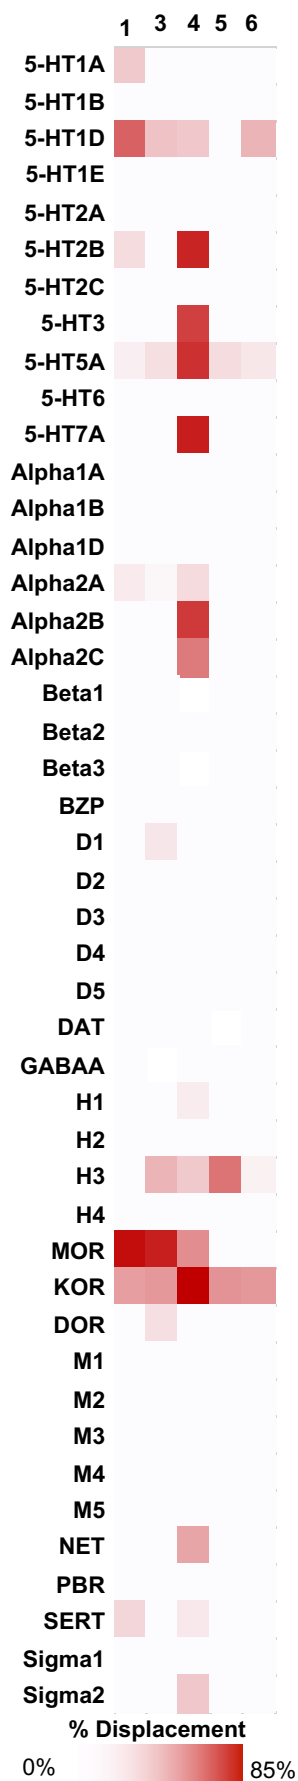 1 3 4 5 6
5-HT1A
5-HT1B
5-HT1D
5-HT1E
5-HT2A
5-HT2B
5-HT2C
5-HT3
5-HT5A
5-HT6
5-HT7A
Alpha1A
Alpha1B
Alpha1D
Alpha2A
Alpha2B
Alpha2C
Beta1
Beta2
Beta3
BZP
D1
D2
D3
D4
D5
DAT
GABAA
H1
H2
H3
H4
MOR
KOR
DOR
M1
M2
M3
M4
M5
NET
PBR
SERT
Sigma1
Sigma2
% Displacement
0% 85%